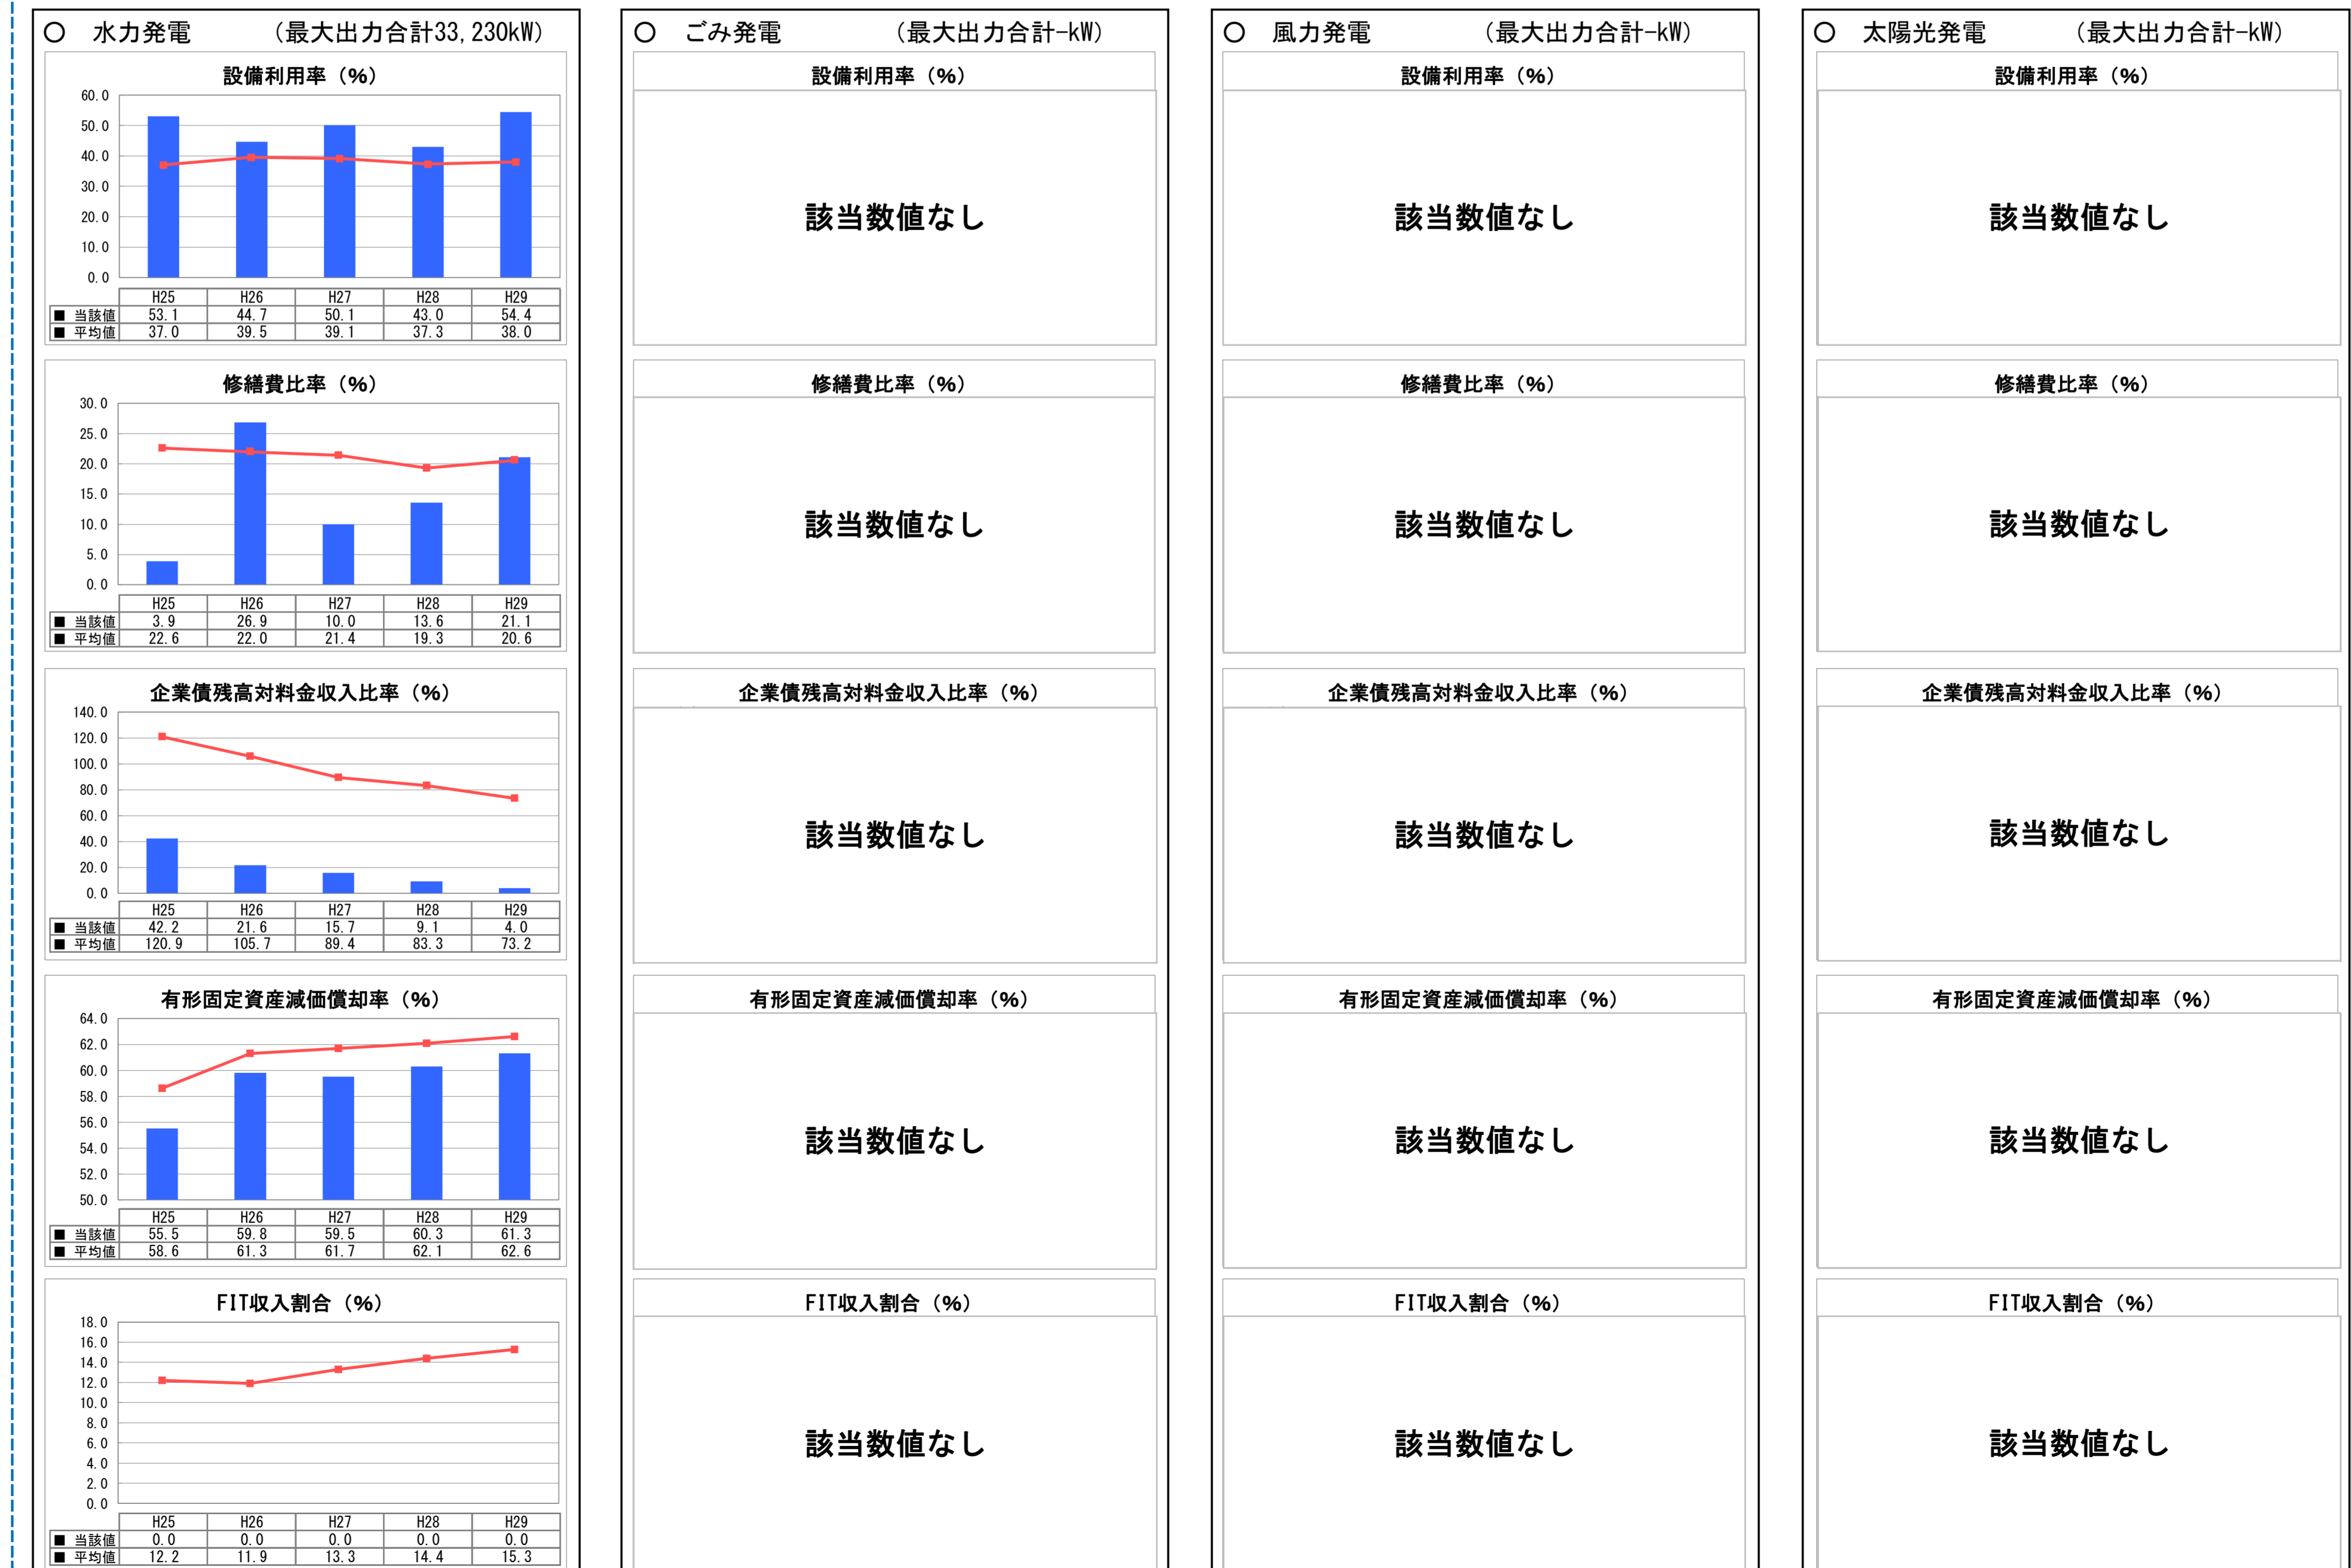 ○ 水力発電 （最大出力合計33,230kW）
設備利用率（%）
60.0
50.0
40.0
30.0
20.0
10.0
0.0
H25 H26 H27 H28 H29
■ 当該値 53.1 44.7 50.1 43.0 54.4
■ 平均値 37.0 39.5 39.1 37.3 38.0
修繕費比率（%）
30.0
25.0
20.0
15.0
10.0
5.0
0.0
H25 H26 H27 H28 H29
■ 当該値 3.9 26.9 10.0 13.6 21.1
■ 平均値 22.6 22.0 21.4 19.3 20.6
企業債残高対料金収入比率（%）
140.0
120.0
100.0
80.0
60.0
40.0
20.0
0.0
H25 H26 H27 H28 H29
■ 当該値 42.2 21.6 15.7 9.1 4.0
■ 平均値 120.9 105.7 89.4 83.3 73.2
有形固定資産減価償却率（%）
64.0
62.0
60.0
58.0
56.0
54.0
52.0
50.0
H25 H26 H27 H28 H29
■ 当該値 55.5 59.8 59.5 60.3 61.3
■ 平均値 58.6 61.3 61.7 62.1 62.6
FIT収入割合（%）
18.0
16.0
14.0
12.0
10.0
8.0
6.0
4.0
2.0
0.0
H25 H26 H27 H28 H29
■ 当該値 0.0 0.0 0.0 0.0 0.0
■ 平均値 12.2 11.9 13.3 14.4 15.3
○ ごみ発電 （最大出力合計-kW）
設備利用率（%）
該当数値なし
修繕費比率（%）
該当数値なし
企業債残高対料金収入比率（%）
該当数値なし
有形固定資産減価償却率（%）
該当数値なし
FIT収入割合（%）
該当数値なし
○ 風力発電 （最大出力合計-kW）
設備利用率（%）
該当数値なし
修繕費比率（%）
該当数値なし
企業債残高対料金収入比率（%）
該当数値なし
有形固定資産減価償却率（%）
該当数値なし
FIT収入割合（%）
該当数値なし
○ 太陽光発電 （最大出力合計-kW）
設備利用率（%）
該当数値なし
修繕費比率（%）
該当数値なし
企業債残高対料金収入比率（%）
該当数値なし
有形固定資産減価償却率（%）
該当数値なし
FIT収入割合（%）
該当数値なし